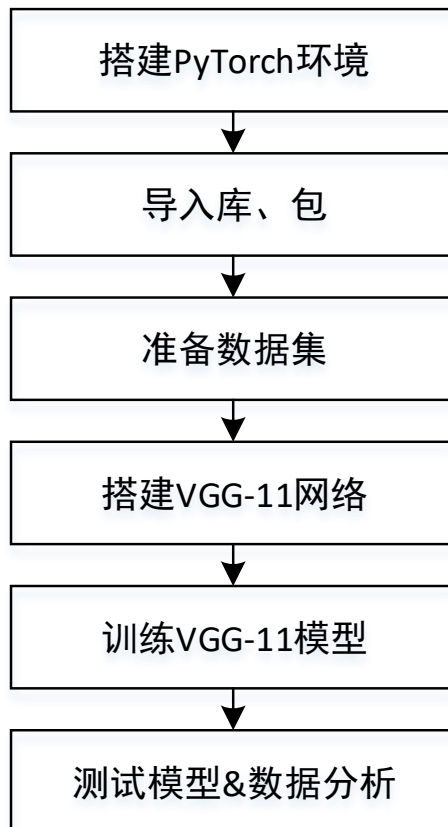 搭建PyTorch环境
导入库、包
准备数据集
搭建VGG-11网络
训练VGG-11模型
测试模型&数据分析